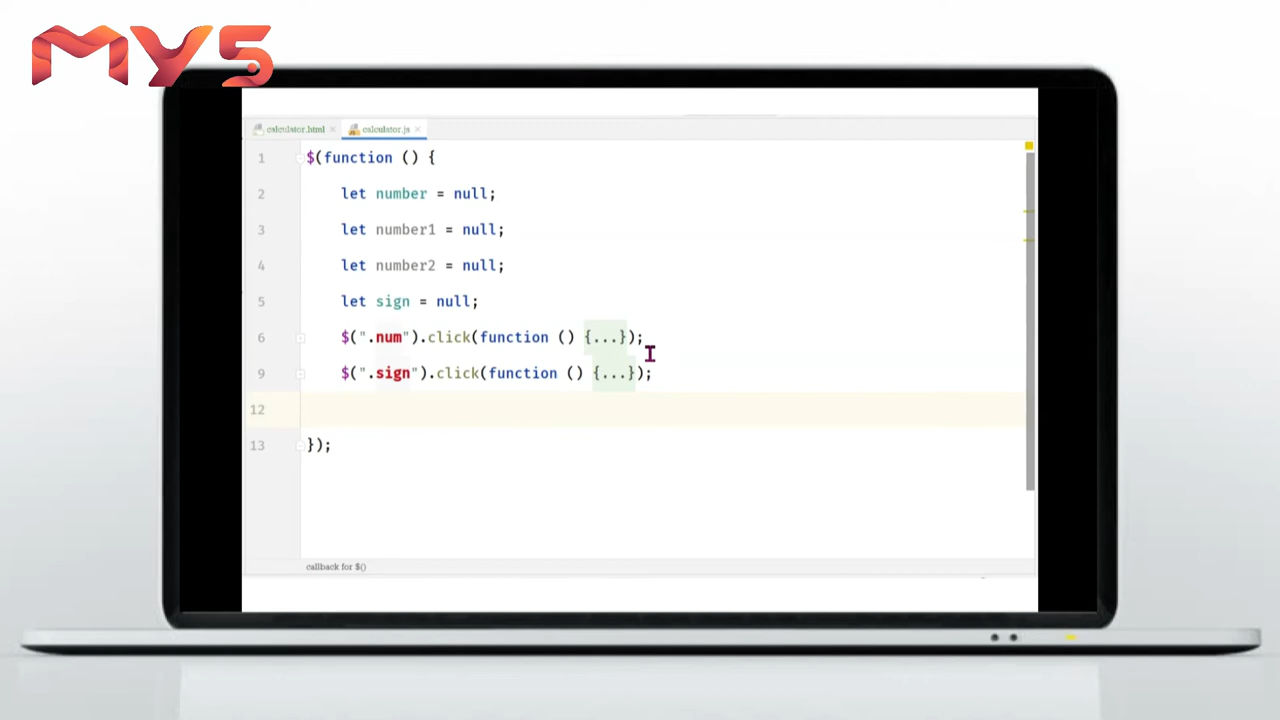 MY5
calculator.html
calculator.js
1 $(function () {
2 let number = null;
3 let number1 = null;
4 let number2 = null;
5 let sign = null;
6 $(".num").click(function () {...});
9 $(".sign").click(function () {...});
12
13 });
callback for $()